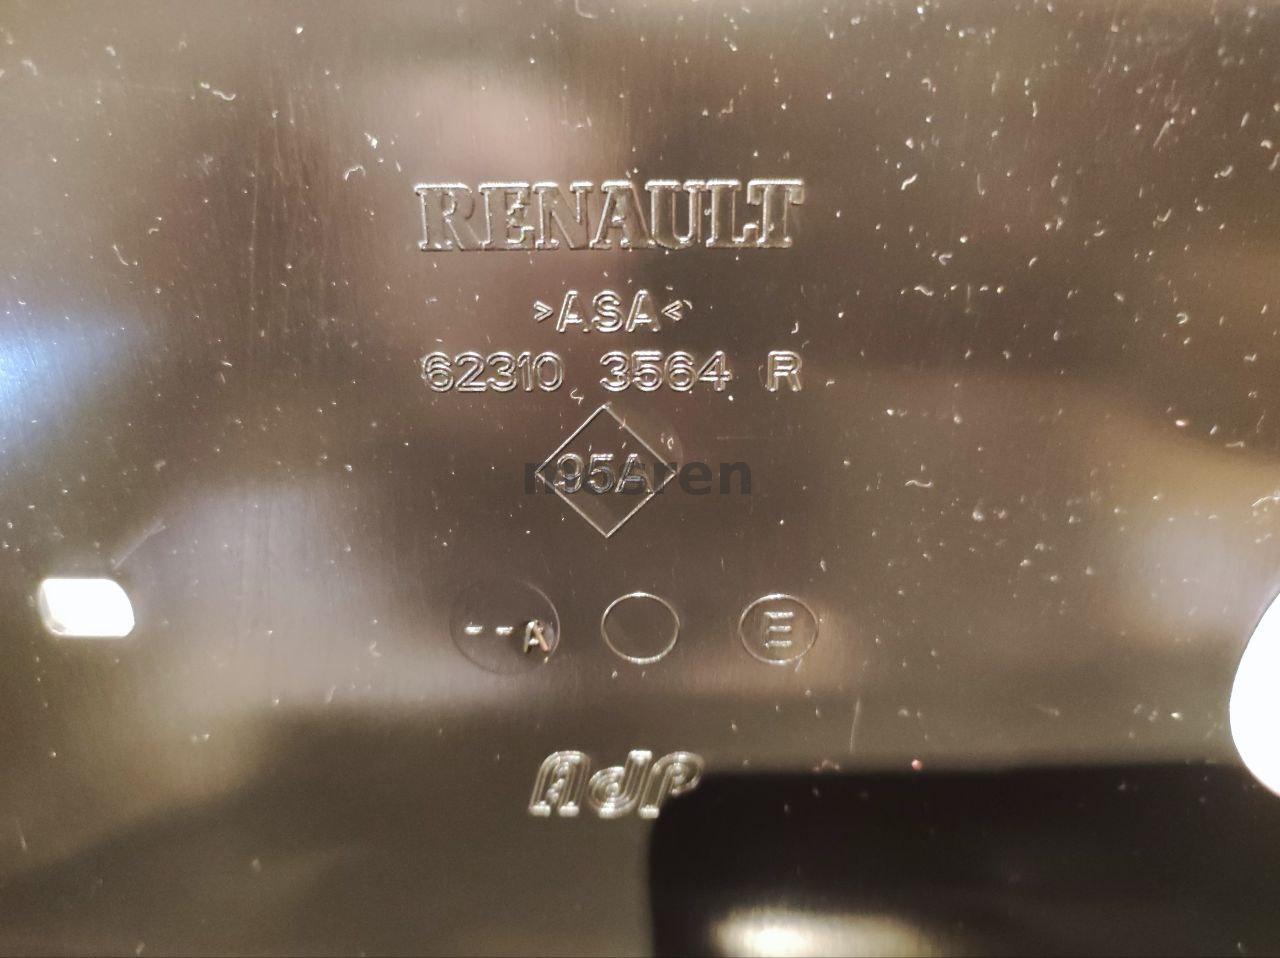 RENAULT
>ASA<
62310 3564 R
95A
--A E
AdP